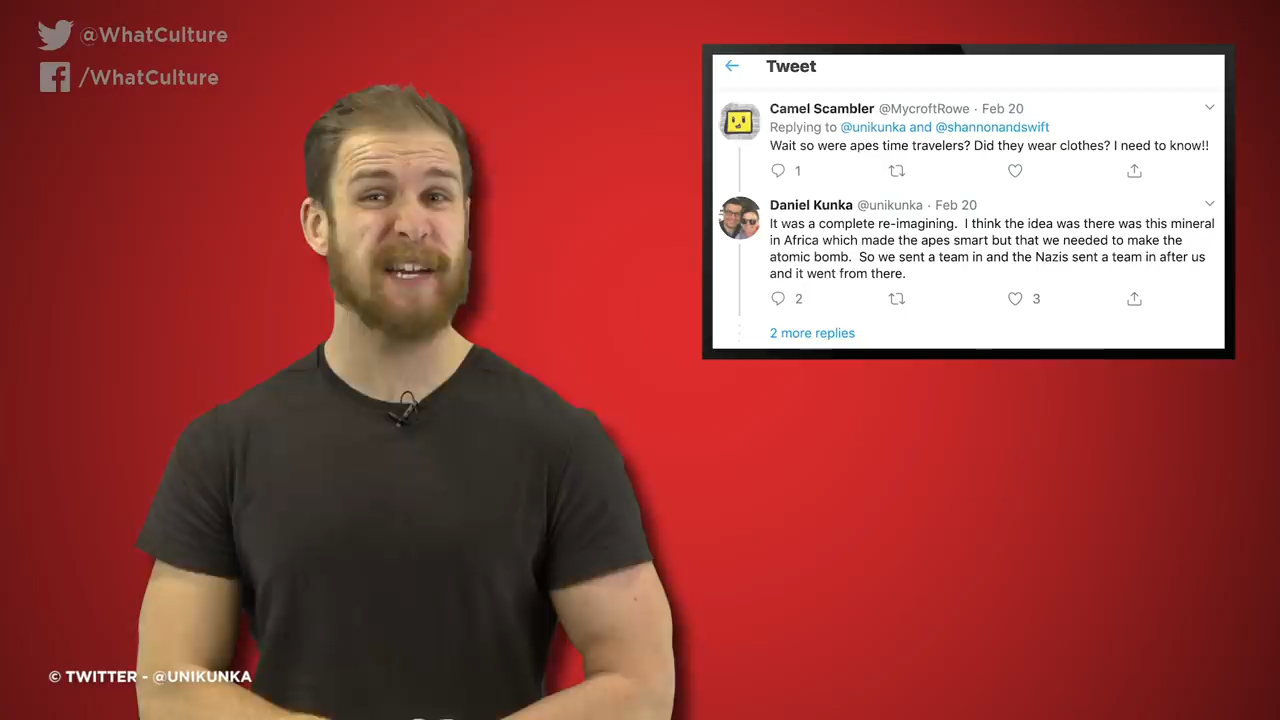 @WhatCulture
/WhatCulture
Tweet
Camel Scambler @MycroftRowe · Feb 20
Replying to @unikunka and @shannonandswift
Wait so were apes time travelers? Did they wear clothes? I need to know!!
1
Daniel Kunka @unikunka · Feb 20
It was a complete re-imagining.  I think the idea was there was this mineral
in Africa which made the apes smart but that we needed to make the
atomic bomb.  So we sent a team in and the Nazis sent a team in after us
and it went from there.
2 3
2 more replies
© TWITTER - @UNIKUNKA